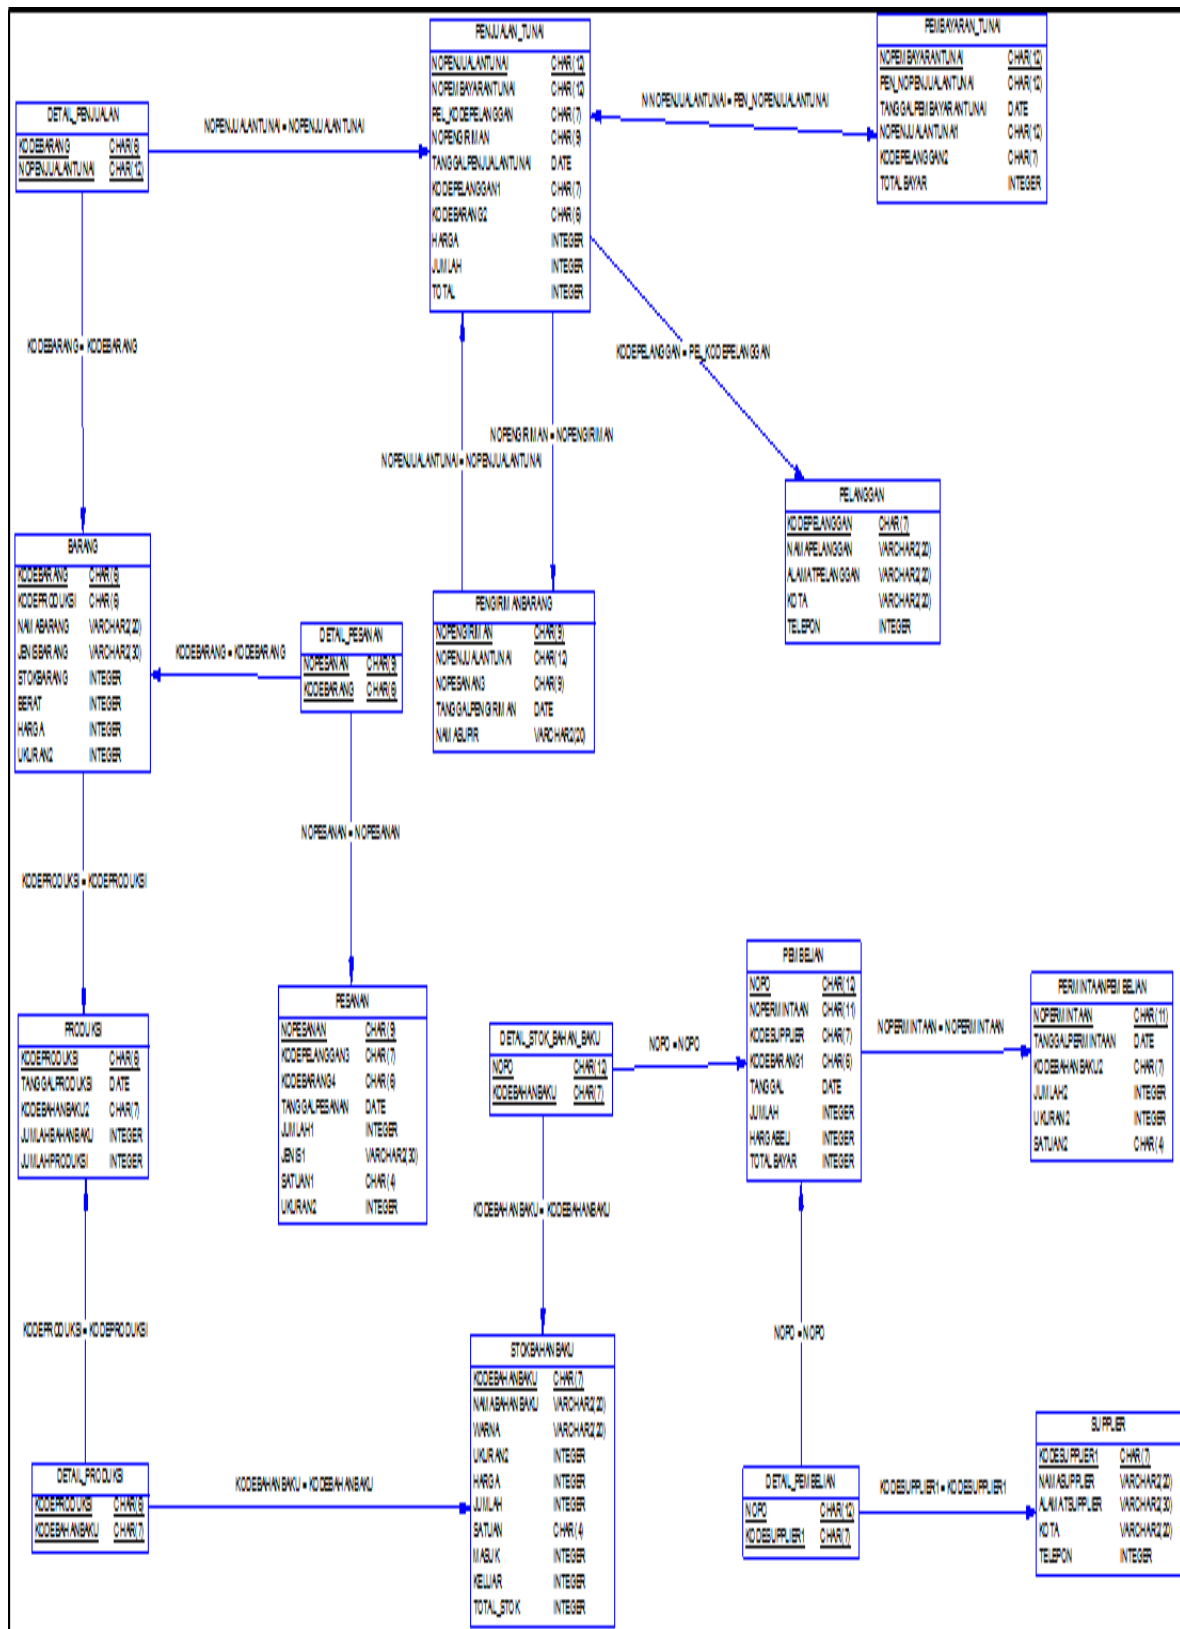 PENJUALAN_TUNAI
NOPENJUALANTUNAI CHAR(12)
NOPEMBAYARANTUNAI CHAR(12)
PEL_KODEPELANGGAN CHAR(7)
NOPENGIRIMAN CHAR(9)
TANGGALPENJUALANTUNAI DATE
KODEPELANGGAN1 CHAR(7)
KODEBARANG2 CHAR(6)
HARGA INTEGER
JUMLAH INTEGER
TOTAL INTEGER
PEMBAYARAN_TUNAI
NOPEMBAYARANTUNAI CHAR(12)
PEN_NOPENJUALANTUNAI CHAR(12)
TANGGALPEMBAYARANTUNAI DATE
NOPENJUALANTUNAI1 CHAR(12)
KODEPELANGGAN2 CHAR(7)
TOTALBAYAR INTEGER
DETAIL_PENJUALAN
KODEBARANG CHAR(6)
NOPENJUALANTUNAI CHAR(12)
NOPENJUALANTUNAI = NOPENJUALANTUNAI
NNOPENJUALANTUNAI = PEN_NOPENJUALANTUNAI
KODEBARANG = KODEBARANG
KODEPELANGGAN = PEL_KODEPELANGGAN
NOPENGIRIMAN = NOPENGIRIMAN
NOPENJUALANTUNAI = NOPENJUALANTUNAI
PELANGGAN
KODEPELANGGAN CHAR(7)
NAMAPELANGGAN VARCHAR2(20)
ALAMATPELANGGAN VARCHAR2(20)
KOTA VARCHAR2(20)
TELEPON INTEGER
BARANG
KODEBARANG CHAR(6)
KODEPRODUKSI CHAR(6)
NAMABARANG VARCHAR2(20)
JENISBARANG VARCHAR2(30)
STOKBARANG INTEGER
BERAT INTEGER
HARGA INTEGER
UKURAN2 INTEGER
KODEBARANG = KODEBARANG
DETAIL_PESANAN
NOPESANAN CHAR(9)
KODEBARANG CHAR(6)
PENGIRIMANBARANG
NOPENGIRIMAN CHAR(9)
NOPENJUALANTUNAI CHAR(12)
NOPESANAN3 CHAR(9)
TANGGALPENGIRIMAN DATE
NAMASUPIR VARCHAR2(20)
NOPESANAN = NOPESANAN
KODEPRODUKSI = KODEPRODUKSI
PRODUKSI
KODEPRODUKSI CHAR(6)
TANGGALPRODUKSI DATE
KODEBAHANBAKU2 CHAR(7)
JUMLAHBAHANBAKU INTEGER
JUMLAHPRODUKSI INTEGER
PESANAN
NOPESANAN CHAR(9)
KODEPELANGGAN3 CHAR(7)
KODEBARANG4 CHAR(6)
TANGGALPESANAN DATE
JUMLAH1 INTEGER
JENIS1 VARCHAR2(30)
SATUAN1 CHAR(4)
UKURAN2 INTEGER
DETAIL_STOK_BAHAN_BAKU
NOPO CHAR(12)
KODEBAHANBAKU CHAR(7)
NOPO = NOPO
PEMBELIAN
NOPO CHAR(12)
NOPERMINTAAN CHAR(11)
KODESUPPLIER CHAR(7)
KODEBARANG1 CHAR(6)
TANGGAL DATE
JUMLAH INTEGER
HARGABELI INTEGER
TOTALBAYAR INTEGER
NOPERMINTAAN = NOPERMINTAAN
PERMINTAANPEMBELIAN
NOPERMINTAAN CHAR(11)
TANGGALPERMINTAAN DATE
KODEBAHANBAKU2 CHAR(7)
JUMLAH2 INTEGER
UKURAN2 INTEGER
SATUAN2 CHAR(4)
KODEBAHANBAKU = KODEBAHANBAKU
KODEPRODUKSI = KODEPRODUKSI
NOPO = NOPO
STOKBAHANBAKU
KODEBAHANBAKU CHAR(7)
NAMABAHANBAKU VARCHAR2(20)
WARNA VARCHAR2(20)
UKURAN2 INTEGER
HARGA INTEGER
JUMLAH INTEGER
SATUAN CHAR(4)
MASUK INTEGER
KELUAR INTEGER
TOTAL_STOK INTEGER
DETAIL_PRODUKSI
KODEPRODUKSI CHAR(6)
KODEBAHANBAKU CHAR(7)
KODEBAHANBAKU = KODEBAHANBAKU
DETAIL_PEMBELIAN
NOPO CHAR(12)
KODESUPPLIER1 CHAR(7)
KODESUPPLIER1 = KODESUPPLIER1
SUPPLIER
KODESUPPLIER1 CHAR(7)
NAMASUPPLIER VARCHAR2(20)
ALAMATSUPPLIER VARCHAR2(30)
KOTA VARCHAR2(20)
TELEPON INTEGER